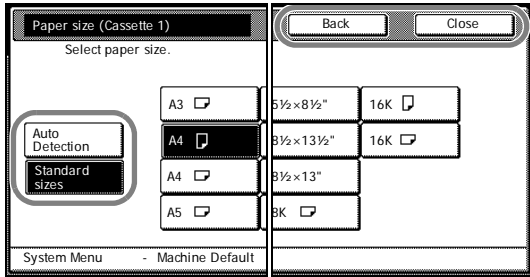 Paper size (Cassette 1)
Back
Close
Select paper size.
Auto
Detection
Standard
sizes
A3
5½×8½"
16K
A4
8½×13½"
16K
A4
8½×13"
A5
8K
System Menu - Machine Default